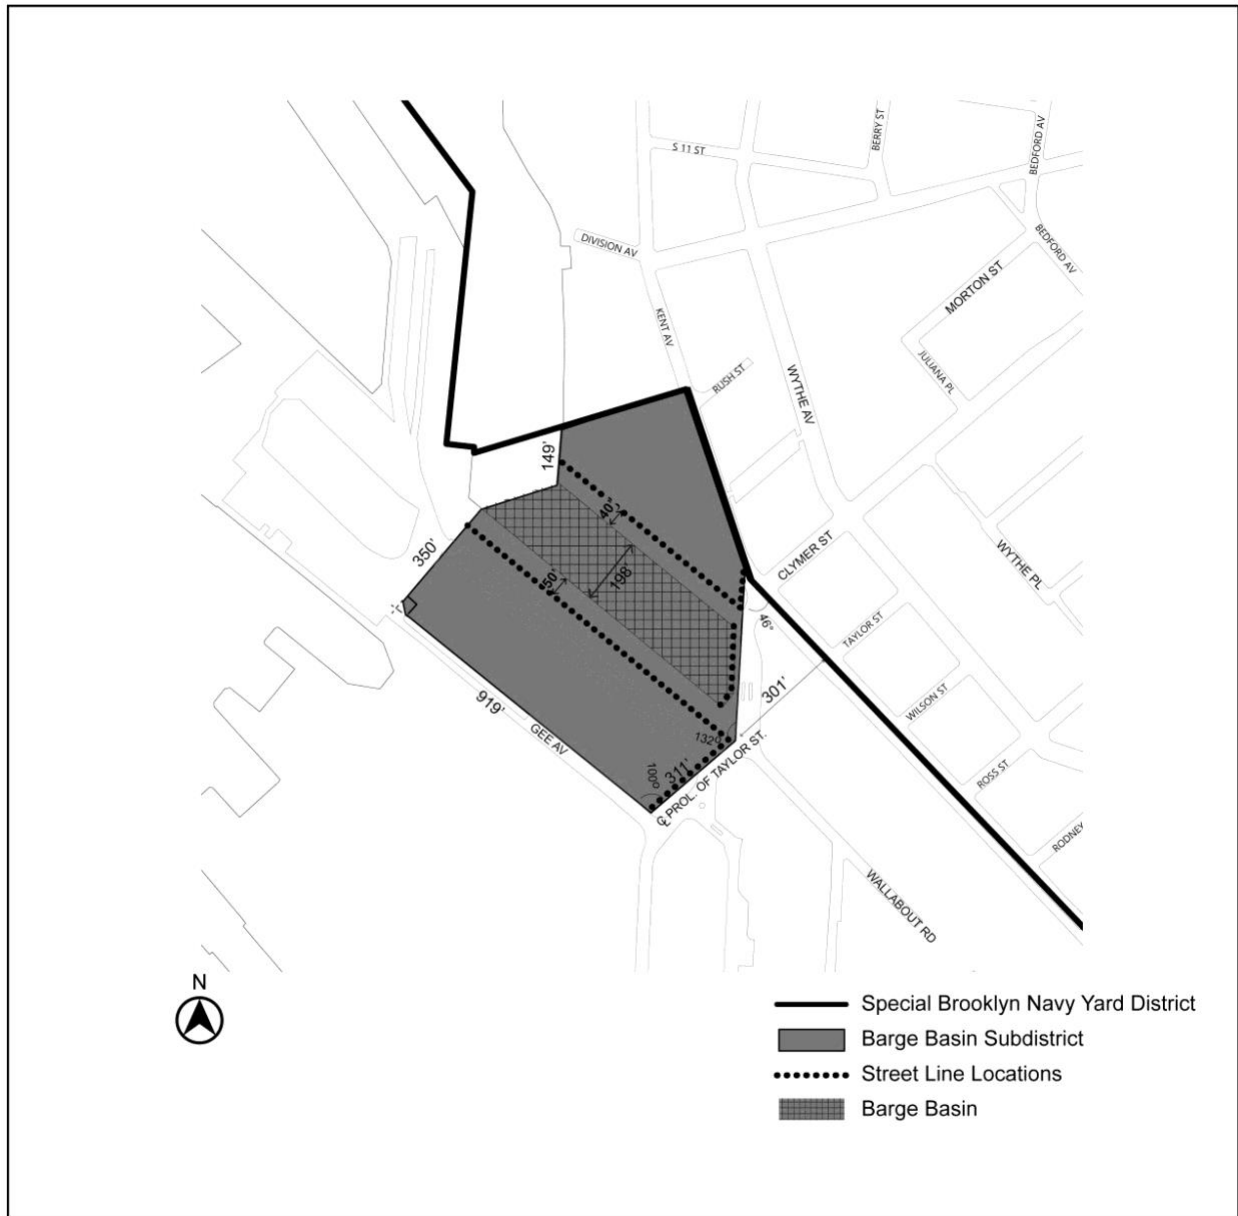 BERRY ST
BEDFORD AV
S 11 ST
DIVISION AV
BEDFORD AV
MORTON ST
KENT AV
JULIANA PL
RUSH ST
WYTHE AV
149'
40'
350'
50'
198'
CLYMER ST
WYTHE PL
46°
TAYLOR ST
301'
919'
WILSON ST
GEE AV
132°
311'
100°
℄ PROL. OF TAYLOR ST.
ROSS ST
RODNEY
WALLABOUT RD
N
Special Brooklyn Navy Yard District
Barge Basin Subdistrict
Street Line Locations
Barge Basin